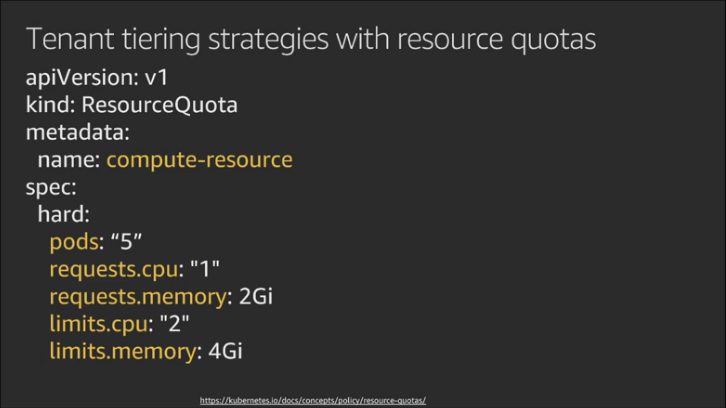 Tenant tiering strategies with resource quotas
apiVersion: v1
kind: ResourceQuota
metadata:
  name: compute-resource
spec:
  hard:
    pods: “5”
    requests.cpu: "1"
    requests.memory: 2Gi
    limits.cpu: "2"
    limits.memory: 4Gi
https://kubernetes.io/docs/concepts/policy/resource-quotas/